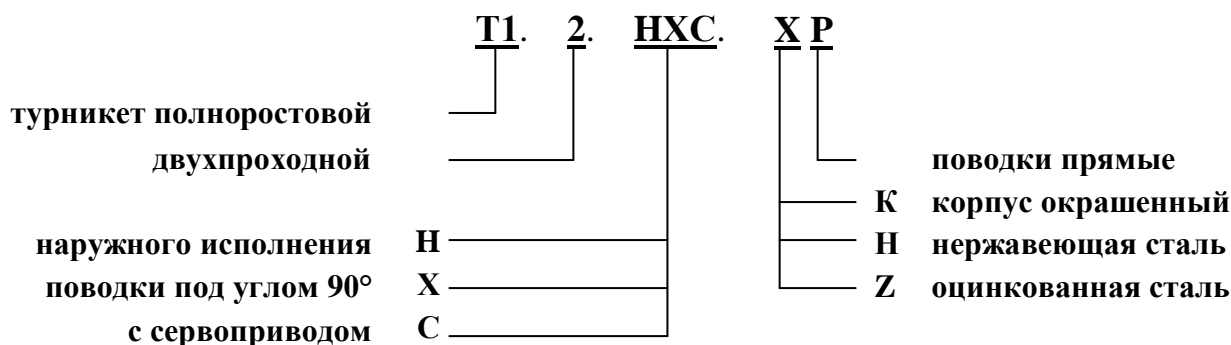 Т1. 2. НХС. Х Р
турникет полноростовой
двухпроходной
поводки прямые
К корпус окрашенный
наружного исполнения Н
Н нержавеющая сталь
поводки под углом 90° Х
Z оцинкованная сталь
с сервоприводом С